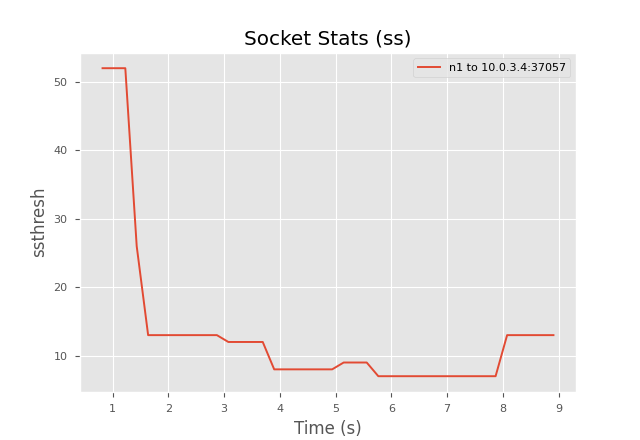 Socket Stats (ss)
n1 to 10.0.3.4:37057
ssthresh
50
40
30
20
10
1 2 3 4 5 6 7 8 9
Time (s)